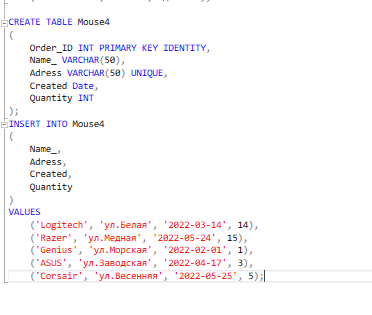 CREATE TABLE Mouse4
(
Order_ID INT PRIMARY KEY IDENTITY,
Name_ VARCHAR(50),
Adress VARCHAR(50) UNIQUE,
Created Date,
Quantity INT
);
INSERT INTO Mouse4
(
Name_,
Adress,
Created,
Quantity
)
VALUES
('Logitech', 'ул.Белая', '2022-03-14', 14),
('Razer', 'ул.Медная', '2022-05-24', 15),
('Genius', 'ул.Морская', '2022-02-01', 1),
('ASUS', 'ул.Заводская', '2022-04-17', 3),
('Corsair', 'ул.Весенняя', '2022-05-25', 5);